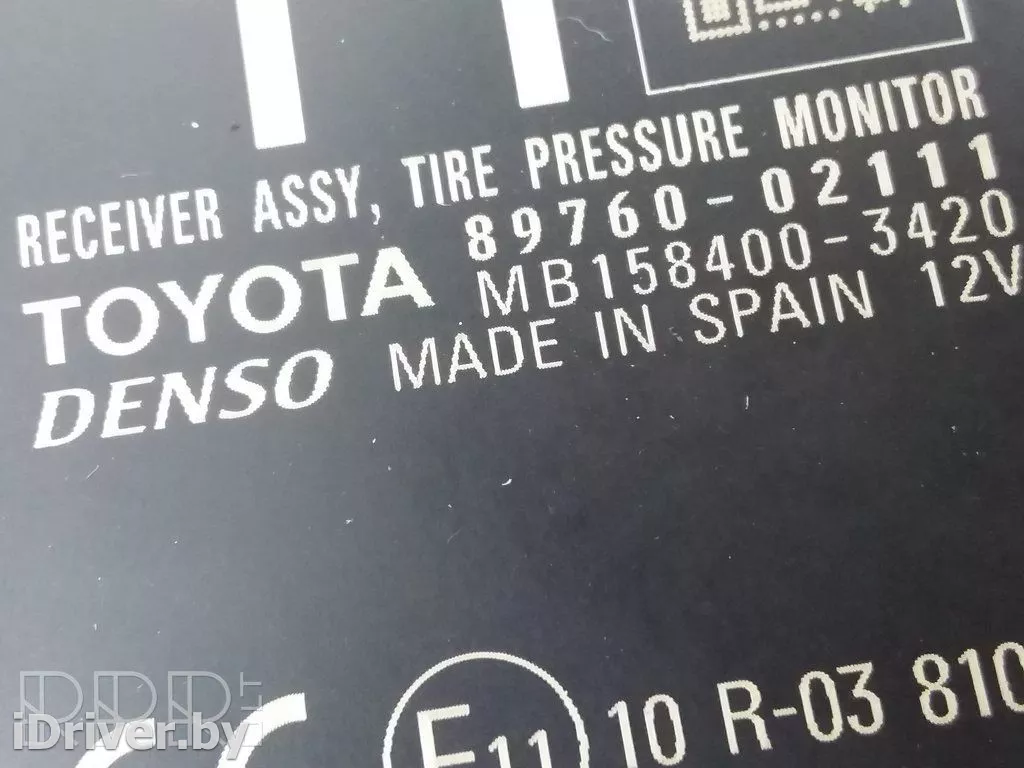 RECEIVER ASSY, TIRE PRESSURE MONITOR
TOYOTA 89760-02111
MB158400-3420
DENSO MADE IN SPAIN 12V
E11 10 R-03 810
iDriver.by